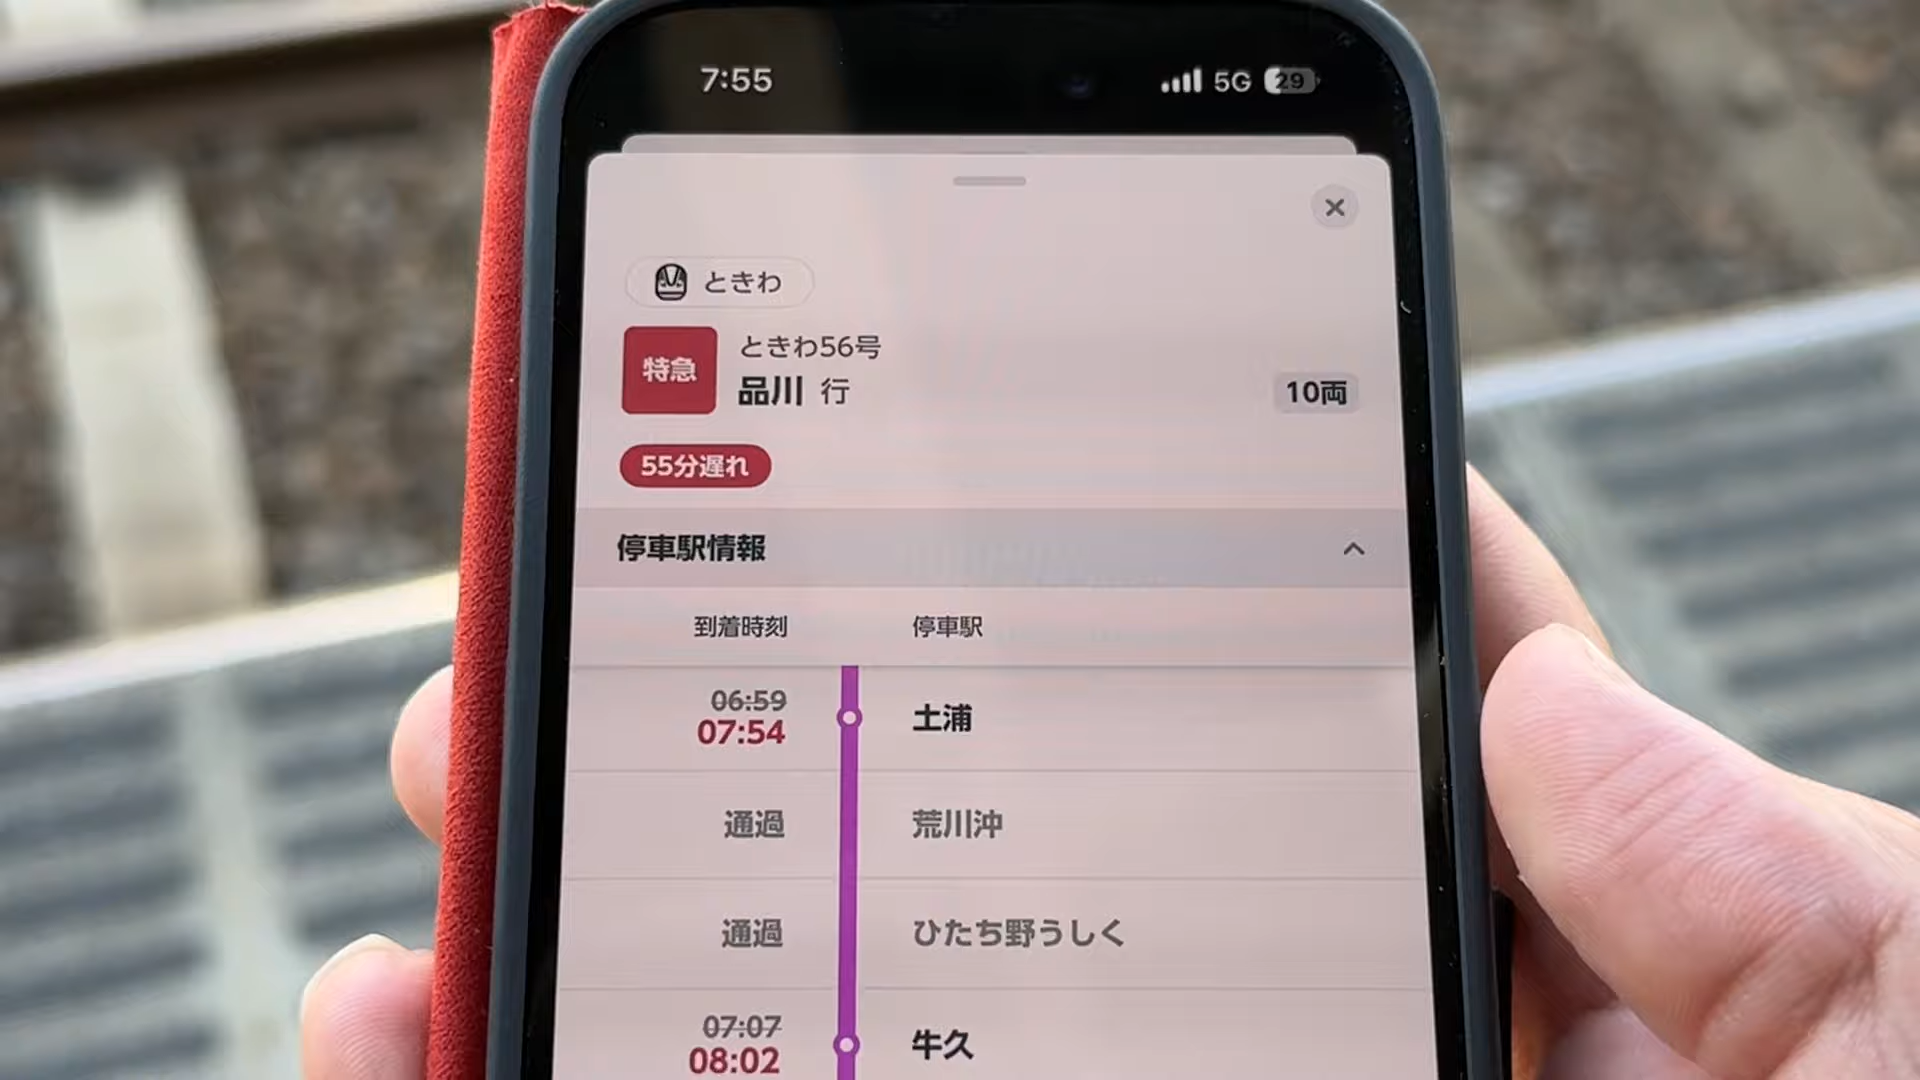 7:55 5G 29
ときわ
特急
ときわ56号
品川 行
10両
55分遅れ
停車駅情報
到着時刻 停車駅
06:59
07:54 土浦
通過 荒川沖
通過 ひたち野うしく
07:07
08:02 牛久